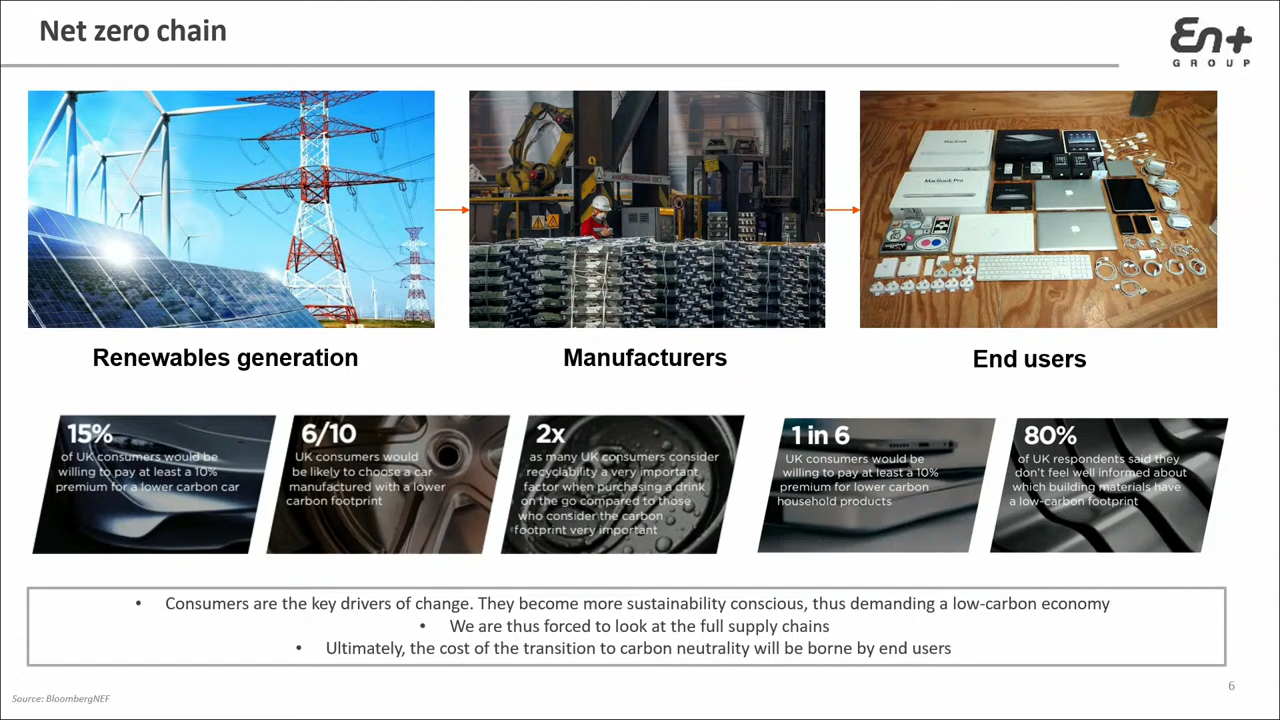 Net zero chain
En+
GROUP
MacBook
MacBook Pro
Renewables generation
Manufacturers
End users
15%
of UK consumers would be
willing to pay at least a 10%
premium for a lower carbon car
6/10
UK consumers would
be likely to choose a car
manufactured with a lower
carbon footprint
2x
as many UK consumers consider
recyclability a very important
factor when purchasing a drink
on the go compared to those
who consider the carbon
footprint very important
1 in 6
UK consumers would be
willing to pay at least a 10%
premium for lower carbon
household products
80%
of UK respondents said they
don't feel well informed about
which building materials have
a low-carbon footprint
• Consumers are the key drivers of change. They become more sustainability conscious, thus demanding a low-carbon economy
• We are thus forced to look at the full supply chains
• Ultimately, the cost of the transition to carbon neutrality will be borne by end users
Source: BloombergNEF
6